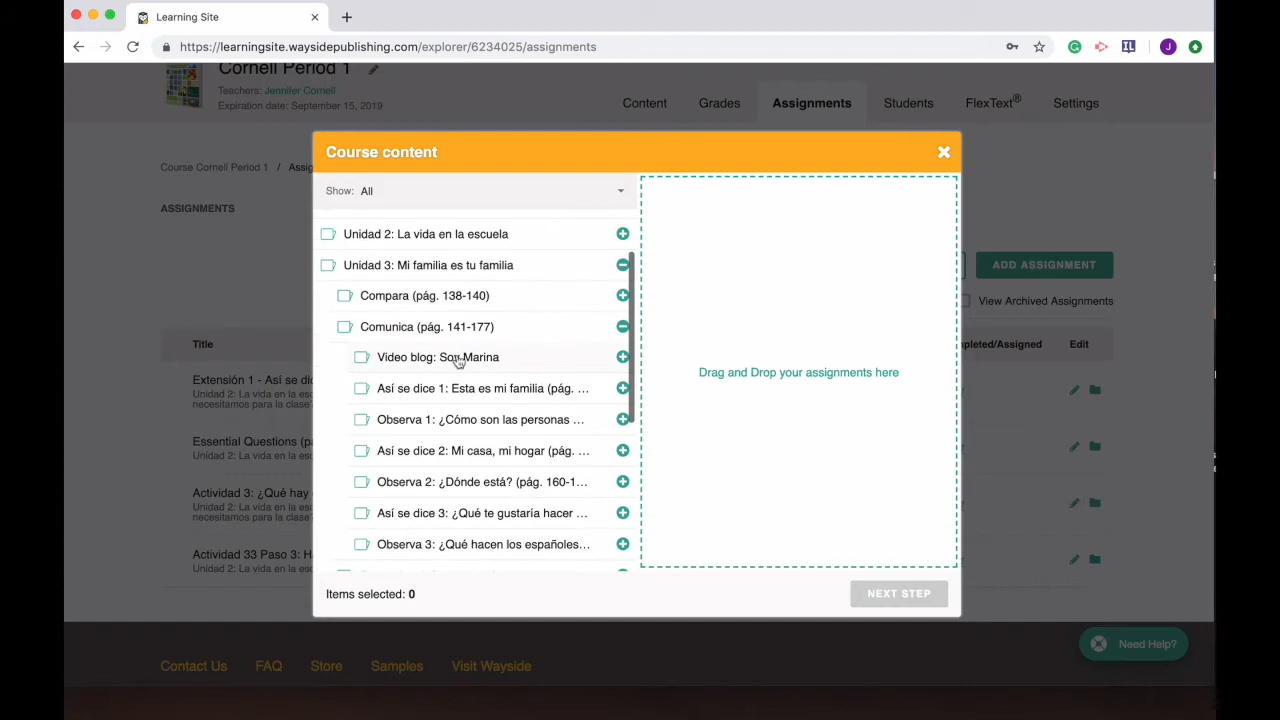 Learning Site
https://learningsite.waysidepublishing.com/explorer/6234025/assignments
Cornell Period 1
Teachers: Jennifer Cornell
Expiration date: September 15, 2019
Content
Grades
Assignments
Students
FlexText®
Settings
Course content
Course Cornell Period 1 /
ASSIGNMENTS
Show: All
Unidad 2: La vida en la escuela
Unidad 3: Mi familia es tu familia
Compara (pág. 138-140)
Comunica (pág. 141-177)
Video blog: Soy Marina
Así se dice 1: Esta es mi familia (pág. ...
Observa 1: ¿Cómo son las personas ...
Así se dice 2: Mi casa, mi hogar (pág. ...
Observa 2: ¿Dónde está? (pág. 160-1...
Así se dice 3: ¿Qué te gustaría hacer ...
Observa 3: ¿Qué hacen los españoles...
Drag and Drop your assignments here
Items selected: 0
NEXT STEP
ADD ASSIGNMENT
View Archived Assignments
Title
Completed/Assigned
Edit
Extensión 1 - Así se dic
Unidad 2: La vida en la es
necesitamos para la clase
Essential Questions (p
Unidad 2: La vida en la es
Actividad 3: ¿Qué hay
Unidad 2: La vida en la es
necesitamos para la clase
Actividad 33 Paso 3: H
Unidad 2: La vida en la es
Contact Us
FAQ
Store
Samples
Visit Wayside
Need Help?
J
IL